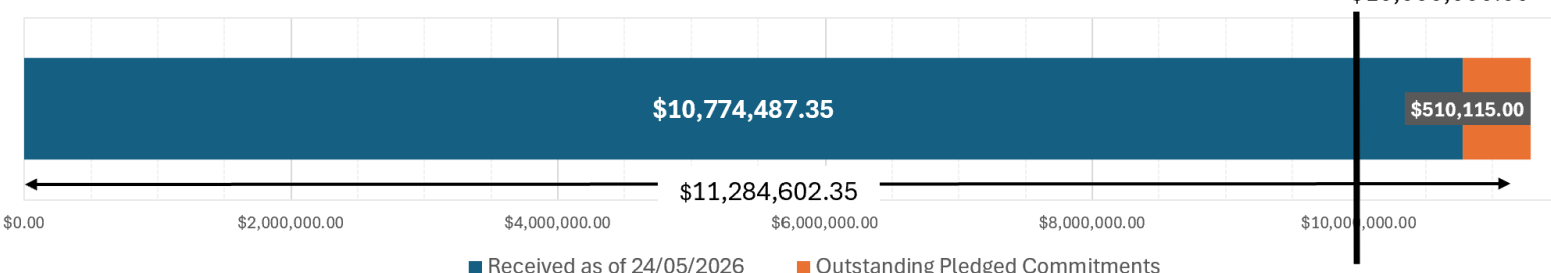 $10,774,487.35
$510,115.00
$11,284,602.35
$0.00 $2,000,000.00 $4,000,000.00 $6,000,000.00 $8,000,000.00 $10,000,000.00
Received as of 24/05/2026 Outstanding Pledged Commitments